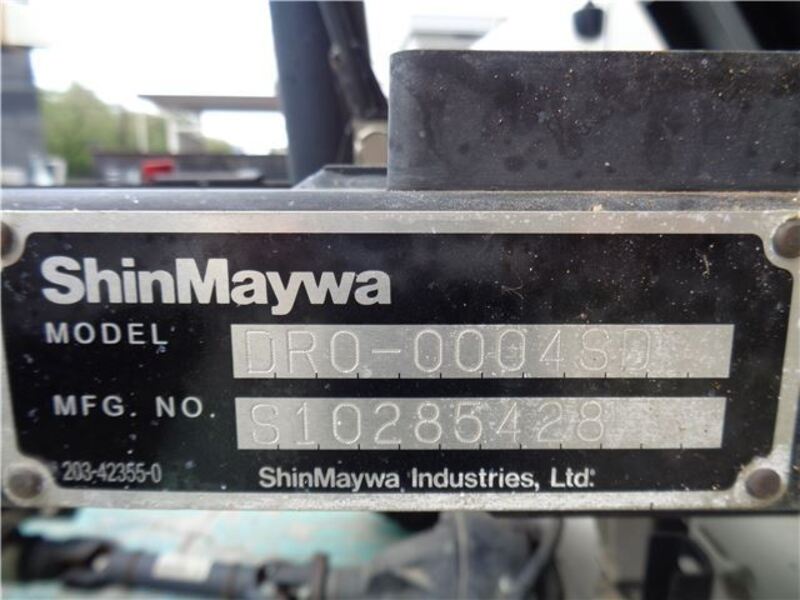 ShinMaywa
MODEL DR0-0004SD
MFG. NO. S10285428
203-42355-0 ShinMaywa Industries, Ltd.